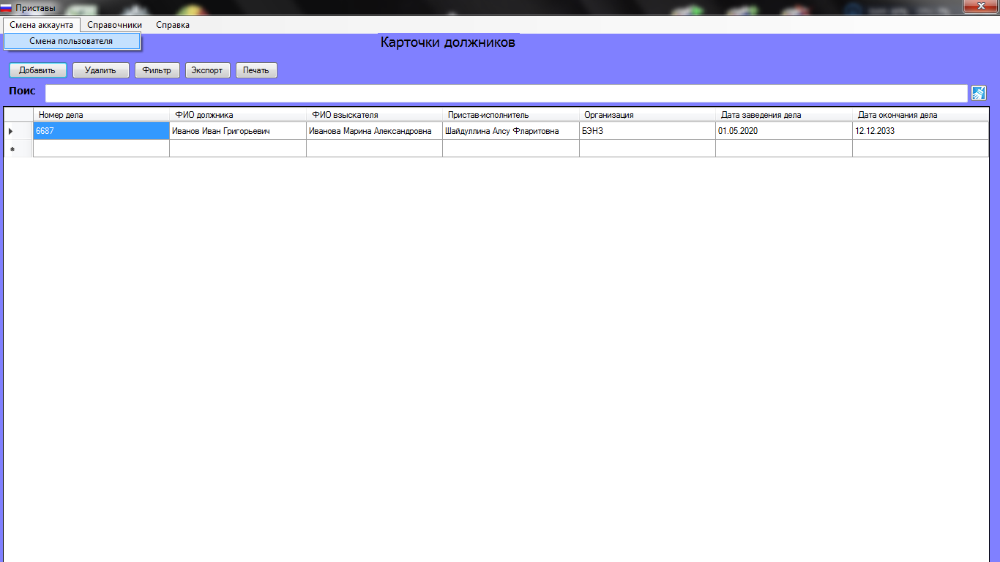 Приставы
Смена аккаунта Справочники Справка
Смена пользователя
Карточки должников
Добавить Удалить Фильтр Экспорт Печать
Поис
Номер дела ФИО должника ФИО взыскателя Пристав-исполнитель Организация Дата заведения дела Дата окончания дела
6687 Иванов Иван Григорьевич Иванова Марина Александровна Шайдуллина Алсу Фларитовна БЭНЗ 01.05.2020 12.12.2033